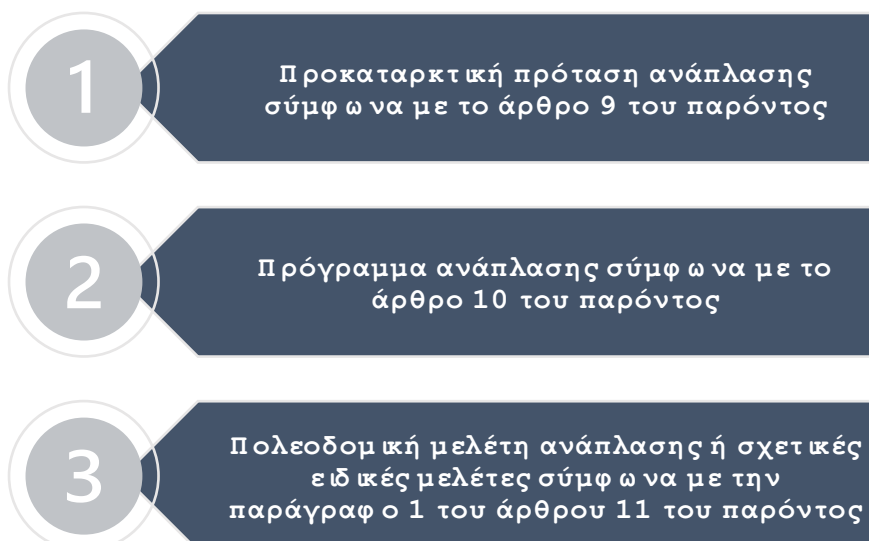 1
Προκαταρκτική πρόταση ανάπλασης
σύμφωνα με το άρθρο 9 του παρόντος
2
Πρόγραμμα ανάπλασης σύμφωνα με το
άρθρο 10 του παρόντος
3
Πολεοδομική μελέτη ανάπλασης ή σχετικές
ειδικές μελέτες σύμφωνα με την
παράγραφο 1 του άρθρου 11 του παρόντος